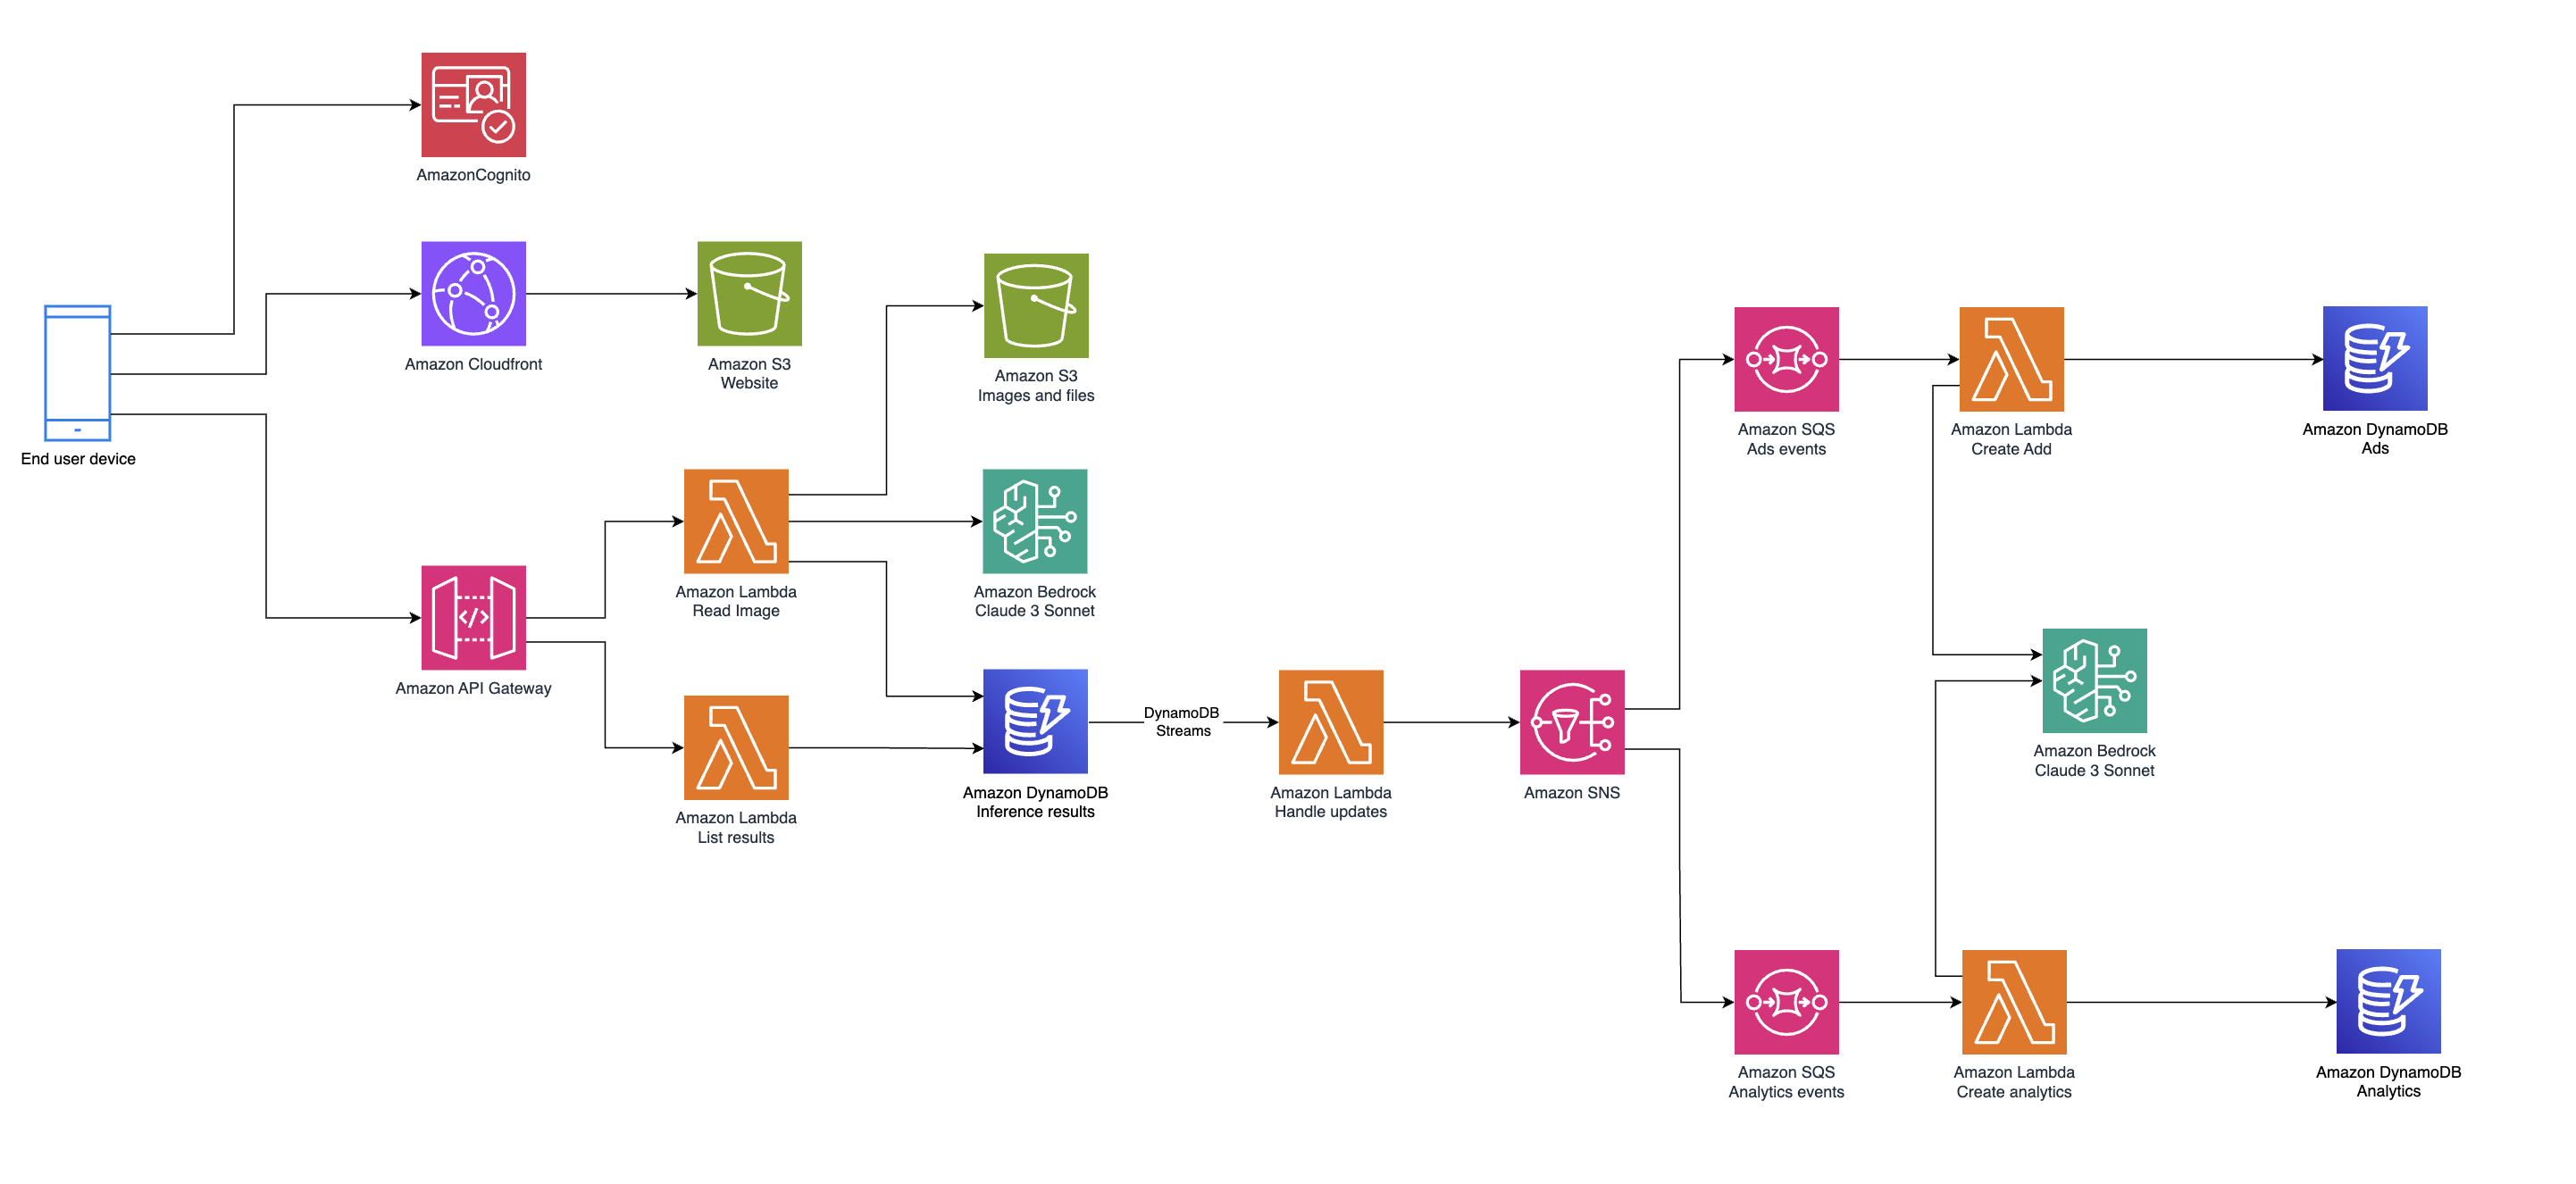 AmazonCognito
Amazon Cloudfront
Amazon S3
Website
Amazon S3
Images and files
End user device
Amazon SQS
Ads events
Amazon Lambda
Create Add
Amazon DynamoDB
Ads
Amazon Lambda
Read Image
Amazon Bedrock
Claude 3 Sonnet
Amazon API Gateway
Amazon Lambda
List results
Amazon DynamoDB
Inference results
DynamoDB
Streams
Amazon Lambda
Handle updates
Amazon SNS
Amazon Bedrock
Claude 3 Sonnet
Amazon SQS
Analytics events
Amazon Lambda
Create analytics
Amazon DynamoDB
Analytics